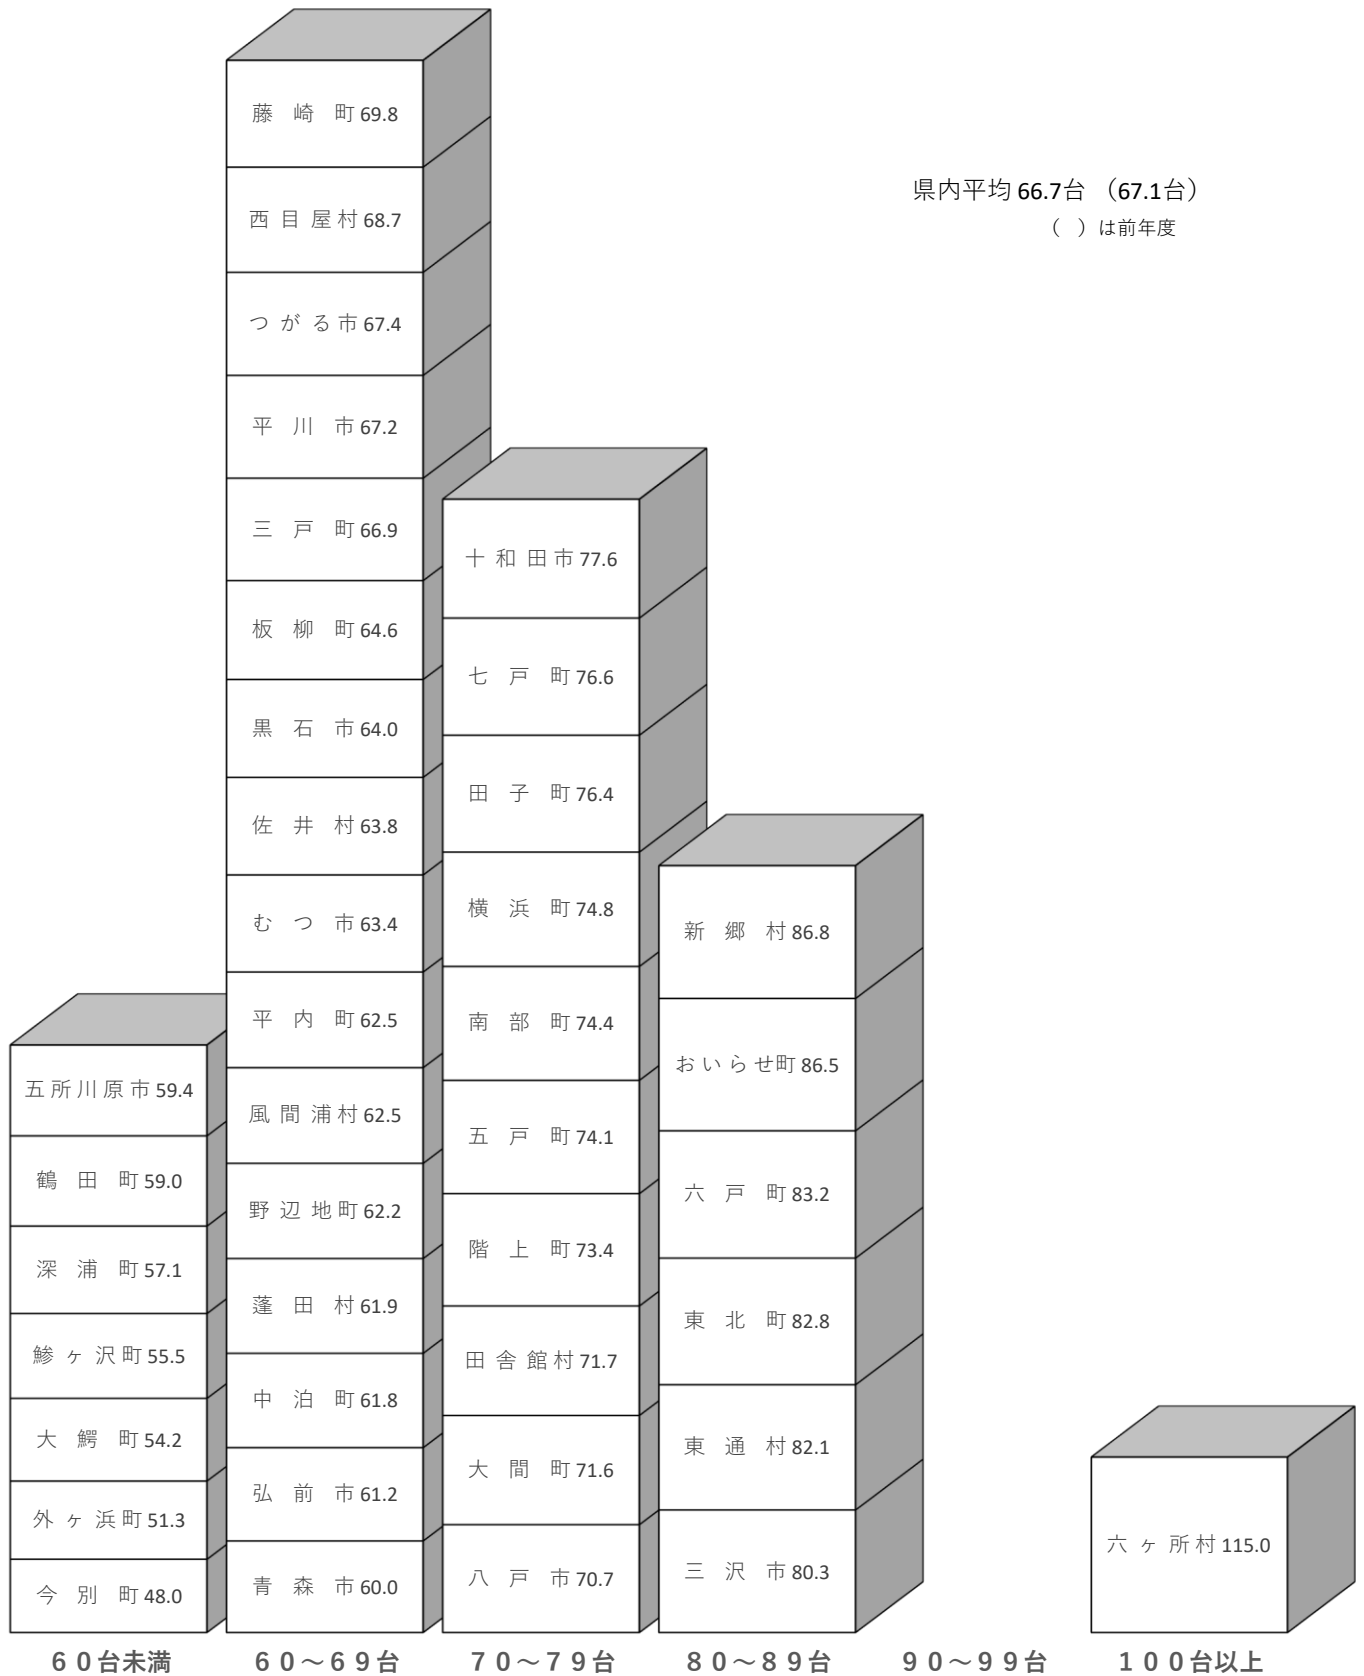 県内平均 66.7台 （67.1台）
（　）は前年度
藤崎町 69.8
西目屋村 68.7
つがる市 67.4
平川市 67.2
三戸町 66.9
板柳町 64.6
黒石市 64.0
佐井村 63.8
むつ市 63.4
平内町 62.5
風間浦村 62.5
野辺地町 62.2
蓬田村 61.9
中泊町 61.8
弘前市 61.2
青森市 60.0
十和田市 77.6
七戸町 76.6
田子町 76.4
横浜町 74.8
南部町 74.4
五戸町 74.1
階上町 73.4
田舎館村 71.7
大間町 71.6
八戸市 70.7
新郷村 86.8
おいらせ町 86.5
六戸町 83.2
東北町 82.8
東通村 82.1
三沢市 80.3
五所川原市 59.4
鶴田町 59.0
深浦町 57.1
鰺ヶ沢町 55.5
大鰐町 54.2
外ヶ浜町 51.3
今別町 48.0
六ヶ所村 115.0
６０台未満
６０～６９台
７０～７９台
８０～８９台
９０～９９台
１００台以上